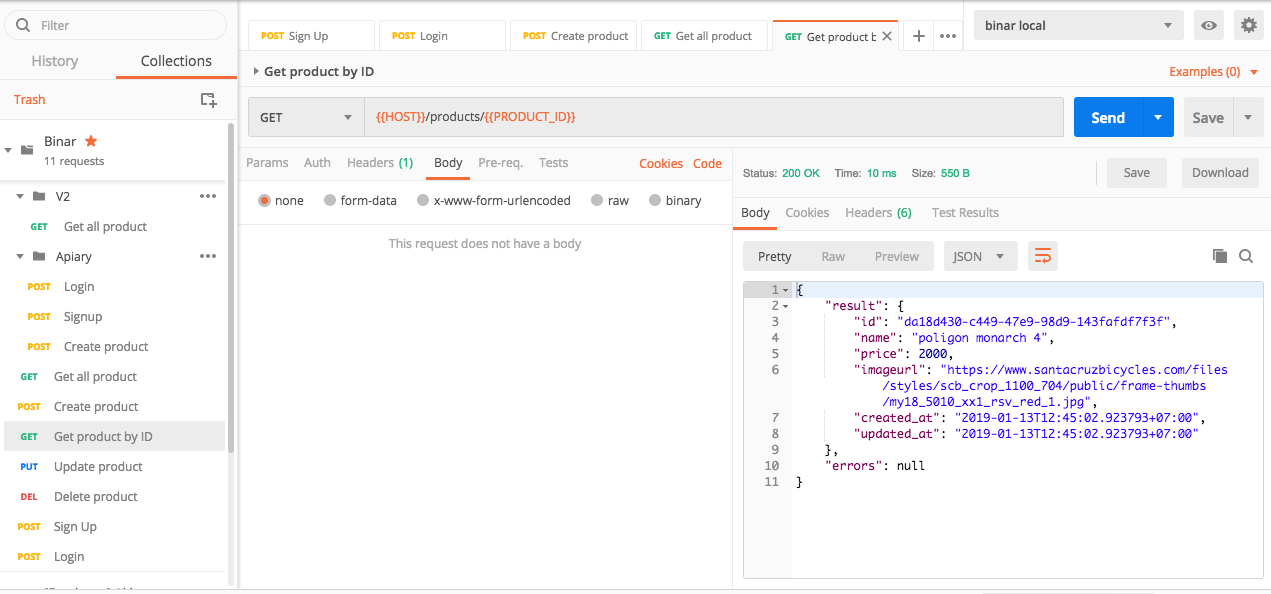 Filter
History Collections
Trash
Binar
11 requests
V2
GET Get all product
Apiary
POST Login
POST Signup
POST Create product
GET Get all product
POST Create product
GET Get product by ID
PUT Update product
DEL Delete product
POST Sign Up
POST Login
POST Sign Up POST Login POST Create product GET Get all product GET Get product b
binar local
Get product by ID
Examples (0)
GET {{HOST}}/products/{{PRODUCT_ID}} Send Save
Params Auth Headers (1) Body Pre-req. Tests Cookies Code
none form-data x-www-form-urlencoded raw binary
This request does not have a body
Status: 200 OK Time: 10 ms Size: 550 B Save Download
Body Cookies Headers (6) Test Results
Pretty Raw Preview JSON
1 {
2 "result": {
3 "id": "da18d430-c449-47e9-98d9-143fafdf7f3f",
4 "name": "poligon monarch 4",
5 "price": 2000,
6 "imageurl": "https://www.santacruzbicycles.com/files
/styles/scb_crop_1100_704/public/frame-thumbs
/my18_5010_xx1_rsv_red_1.jpg",
7 "created_at": "2019-01-13T12:45:02.923793+07:00",
8 "updated_at": "2019-01-13T12:45:02.923793+07:00"
9 },
10 "errors": null
11 }